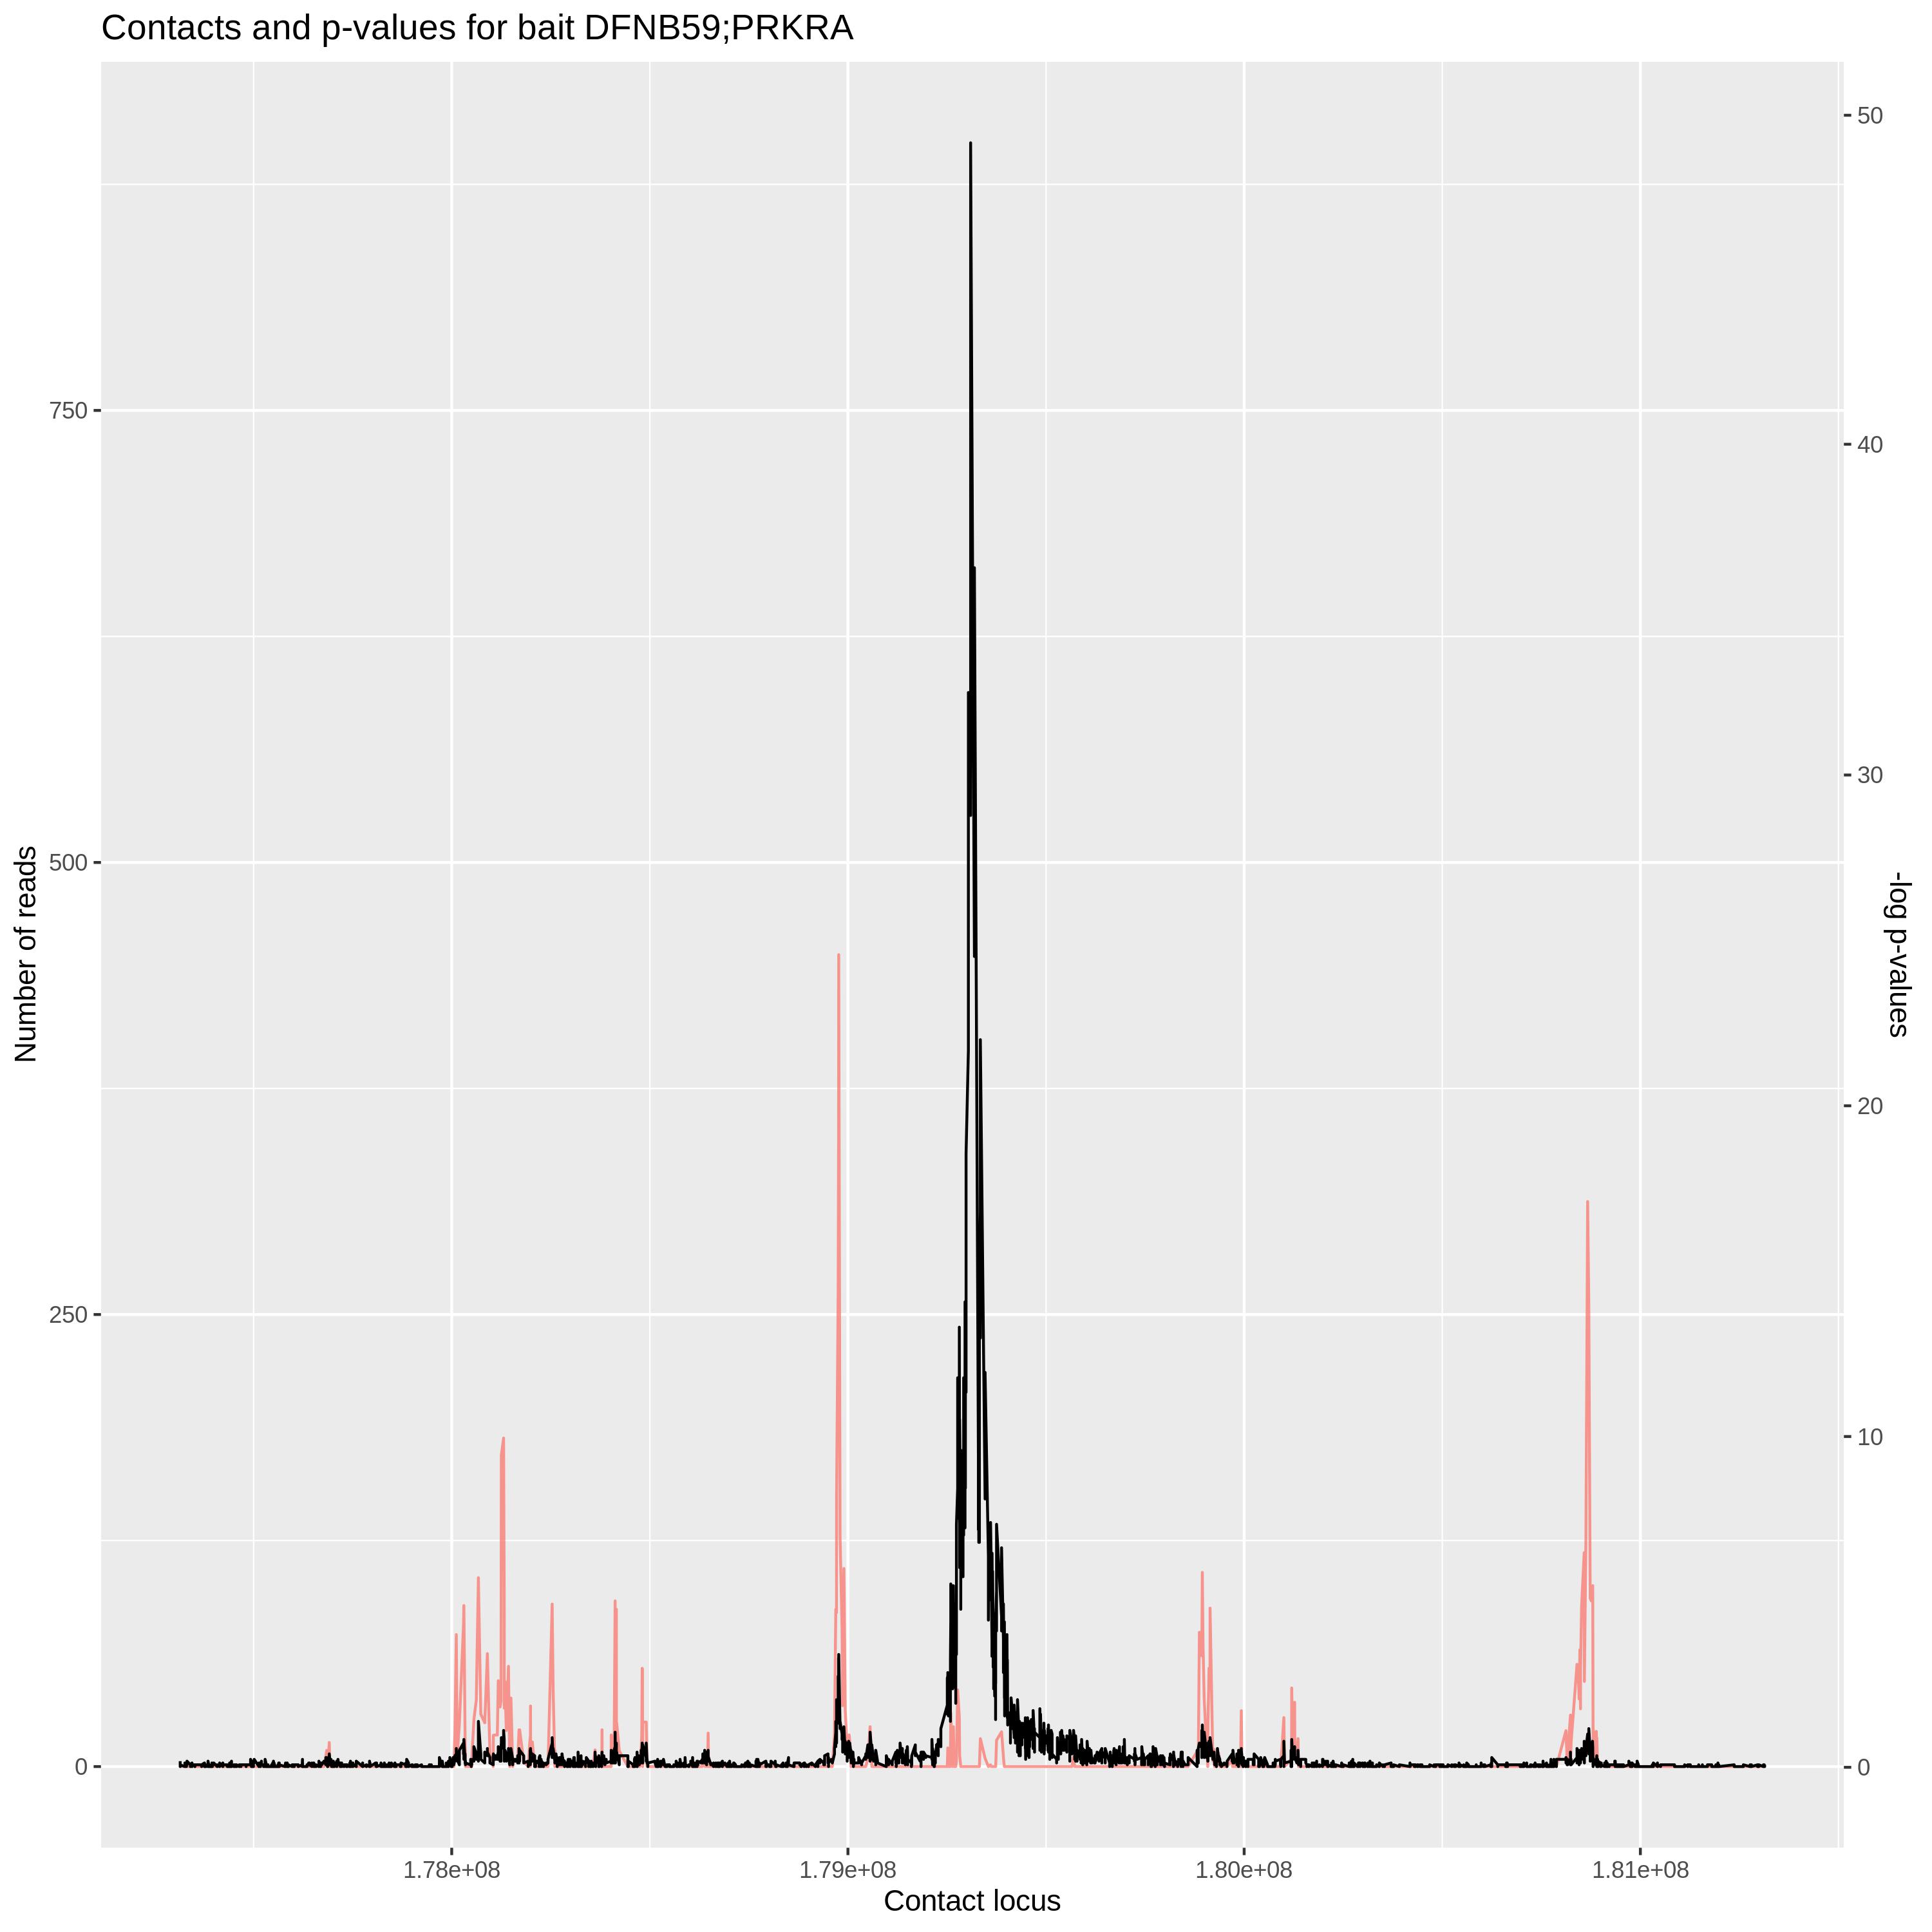 Contacts and p-values for bait DFNB59;PRKRA
Number of reads
750
500
250
0
50
40
30
20
10
0
-log p-values
1.78e+08
1.79e+08
1.80e+08
1.81e+08
Contact locus